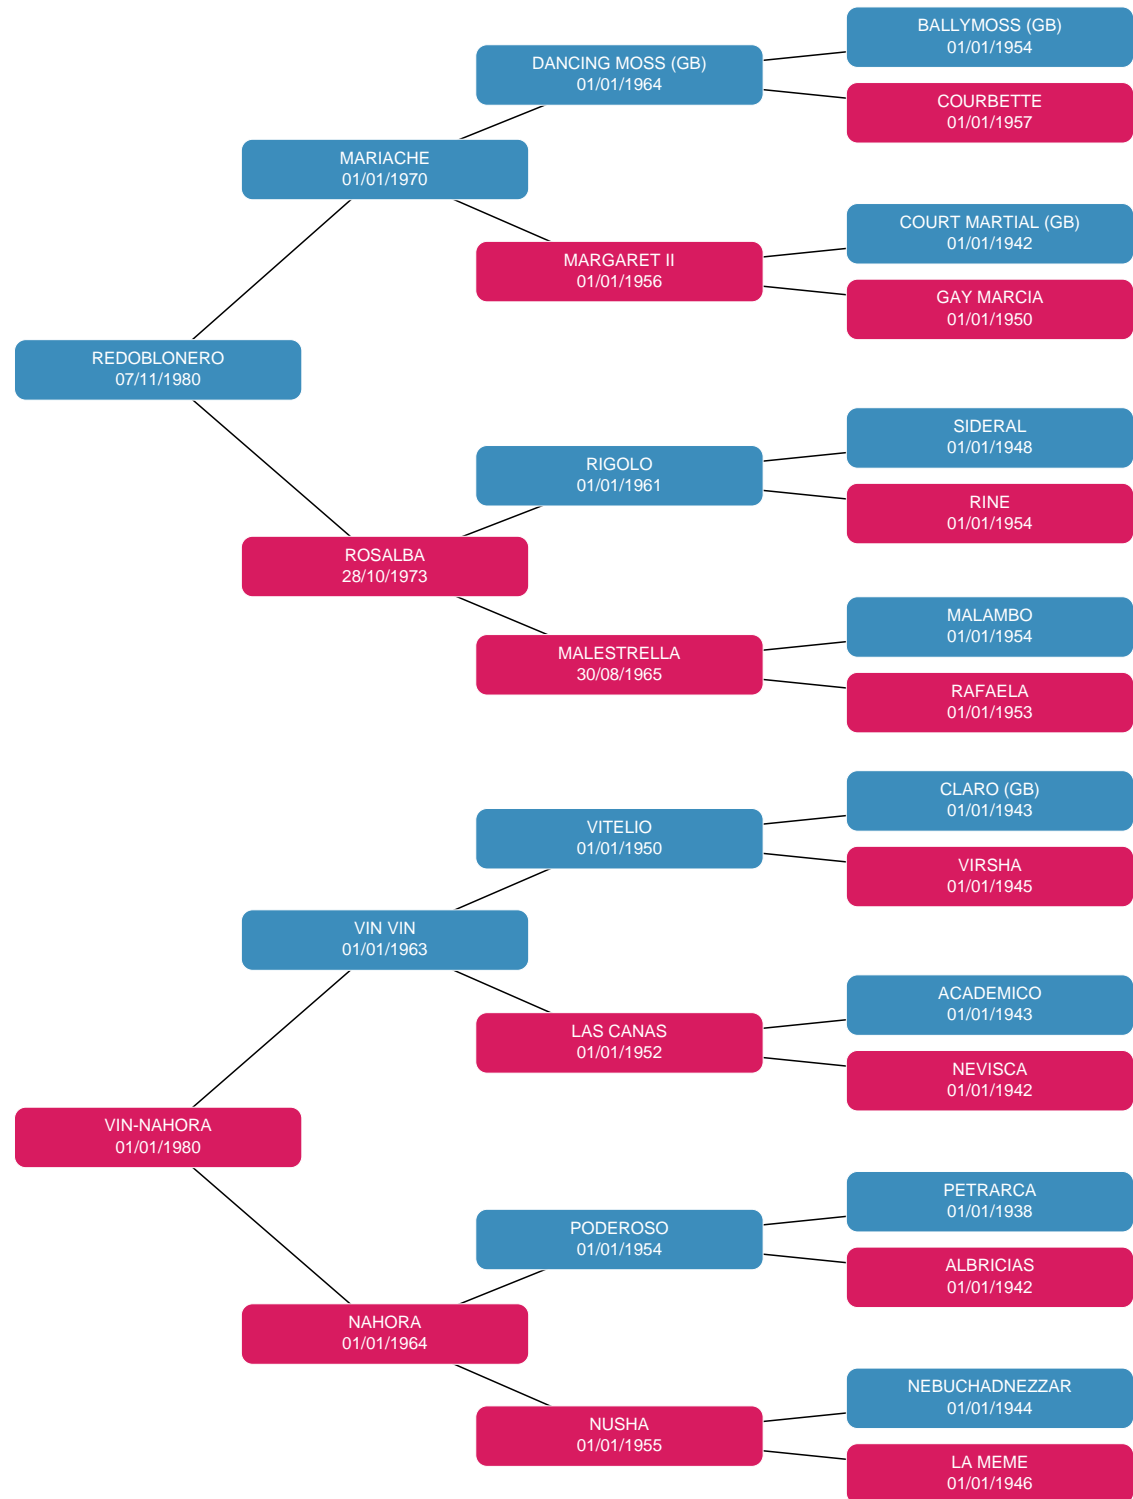 BALLYMOSS (GB)
01/01/1954
DANCING MOSS (GB)
01/01/1964
COURBETTE
01/01/1957
MARIACHE
01/01/1970
COURT MARTIAL (GB)
01/01/1942
MARGARET II
01/01/1956
GAY MARCIA
01/01/1950
REDOBLONERO
07/11/1980
SIDERAL
01/01/1948
RIGOLO
01/01/1961
RINE
01/01/1954
ROSALBA
28/10/1973
MALAMBO
01/01/1954
MALESTRELLA
30/08/1965
RAFAELA
01/01/1953
CLARO (GB)
01/01/1943
VITELIO
01/01/1950
VIRSHA
01/01/1945
VIN VIN
01/01/1963
ACADEMICO
01/01/1943
LAS CANAS
01/01/1952
NEVISCA
01/01/1942
VIN-NAHORA
01/01/1980
PETRARCA
01/01/1938
PODEROSO
01/01/1954
ALBRICIAS
01/01/1942
NAHORA
01/01/1964
NEBUCHADNEZZAR
01/01/1944
NUSHA
01/01/1955
LA MEME
01/01/1946